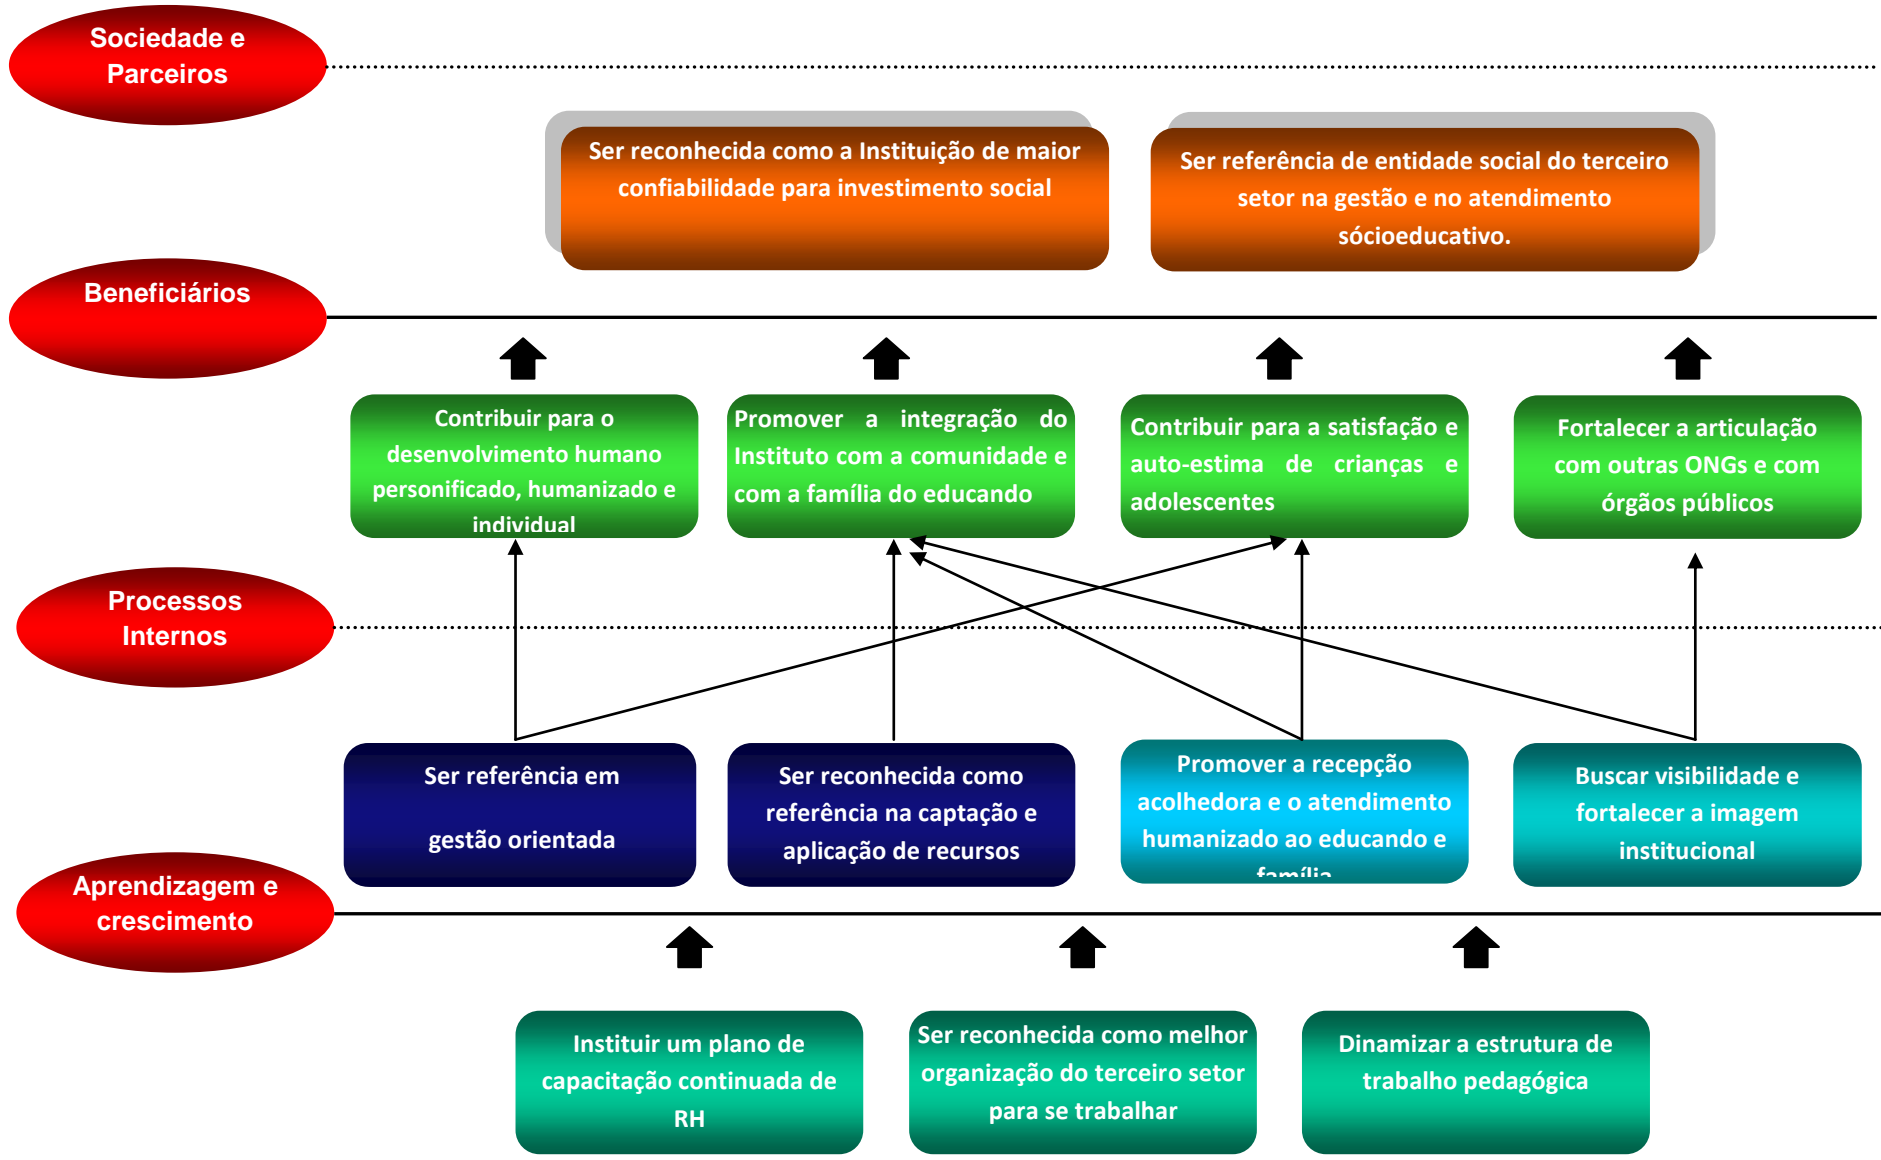 Sociedade e
Parceiros
Ser reconhecida como a Instituição de maior
confiabilidade para investimento social
Ser referência de entidade social do terceiro
setor na gestão e no atendimento
sócioeducativo.
Beneficiários
Contribuir para o
desenvolvimento humano
personificado, humanizado e
individual
Promover a integração do
Instituto com a comunidade e
com a família do educando
Contribuir para a satisfação e
auto-estima de crianças e
adolescentes
Fortalecer a articulação
com outras ONGs e com
órgãos públicos
Processos
Internos
Ser referência em
gestão orientada
Ser reconhecida como
referência na captação e
aplicação de recursos
Promover a recepção
acolhedora e o atendimento
humanizado ao educando e
família
Buscar visibilidade e
fortalecer a imagem
institucional
Aprendizagem e
crescimento
Instituir um plano de
capacitação continuada de
RH
Ser reconhecida como melhor
organização do terceiro setor
para se trabalhar
Dinamizar a estrutura de
trabalho pedagógica